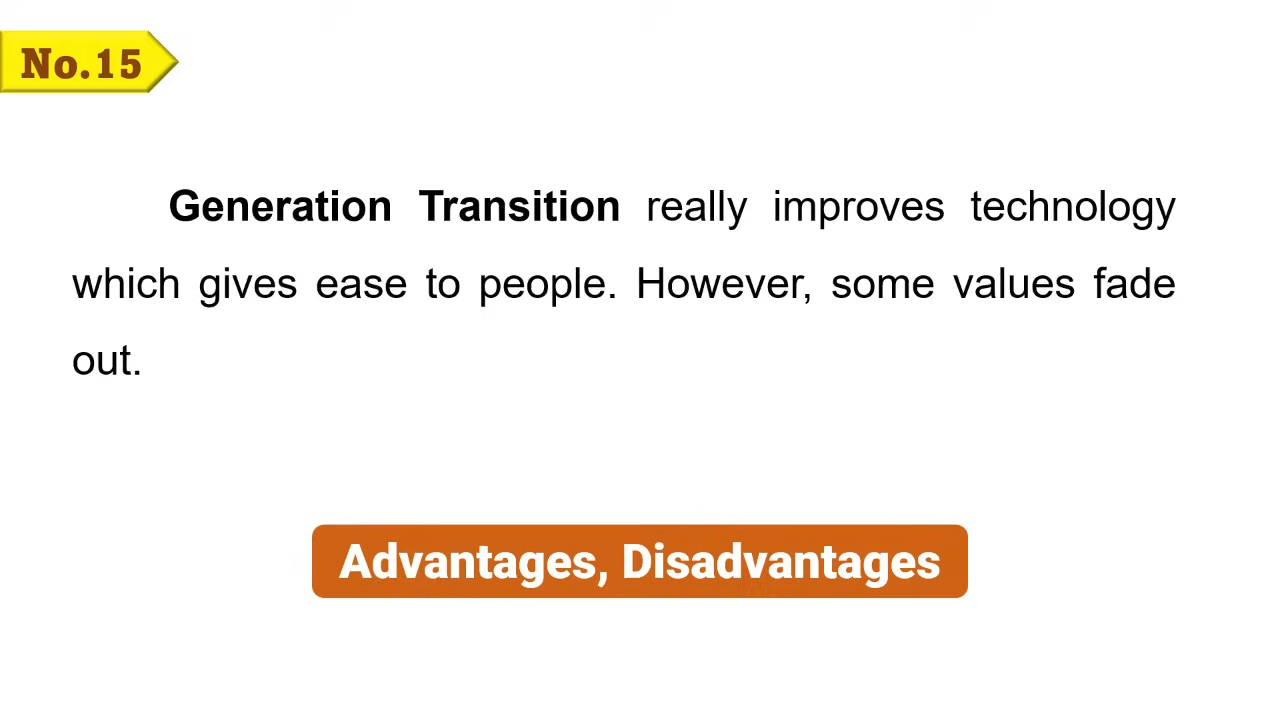 No.15
Generation Transition really improves technology
which gives ease to people. However, some values fade
out.
Advantages, Disadvantages